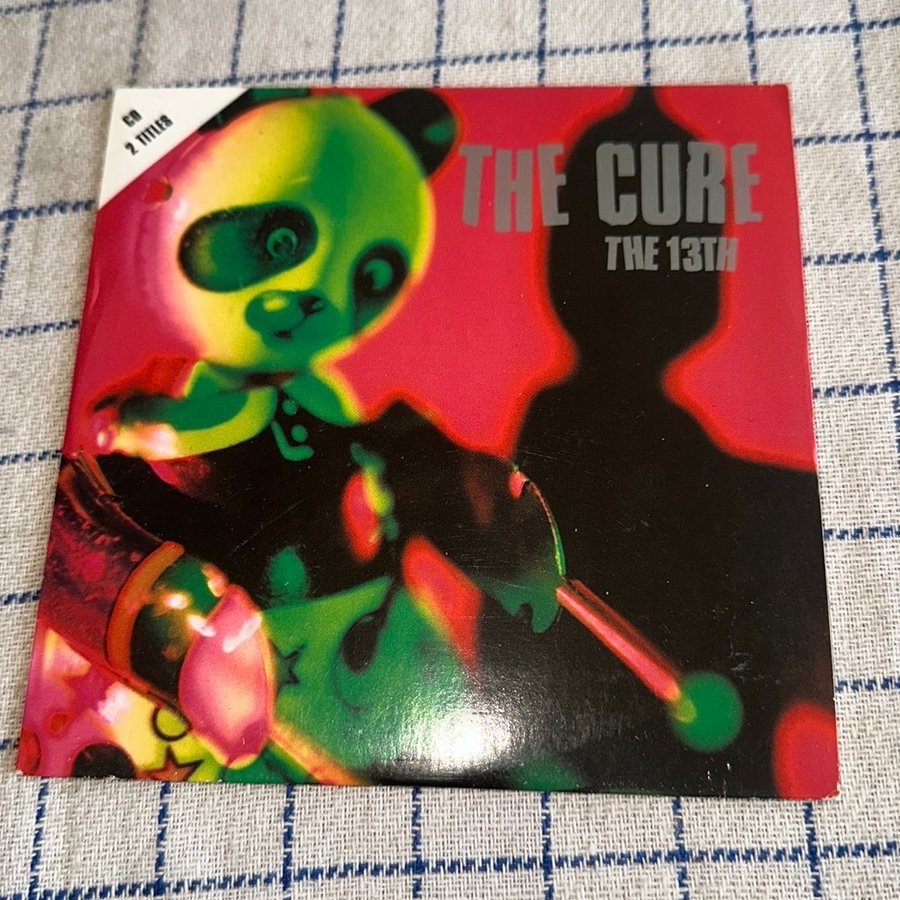 CD
2 TITLES
THE CURE
THE 13TH